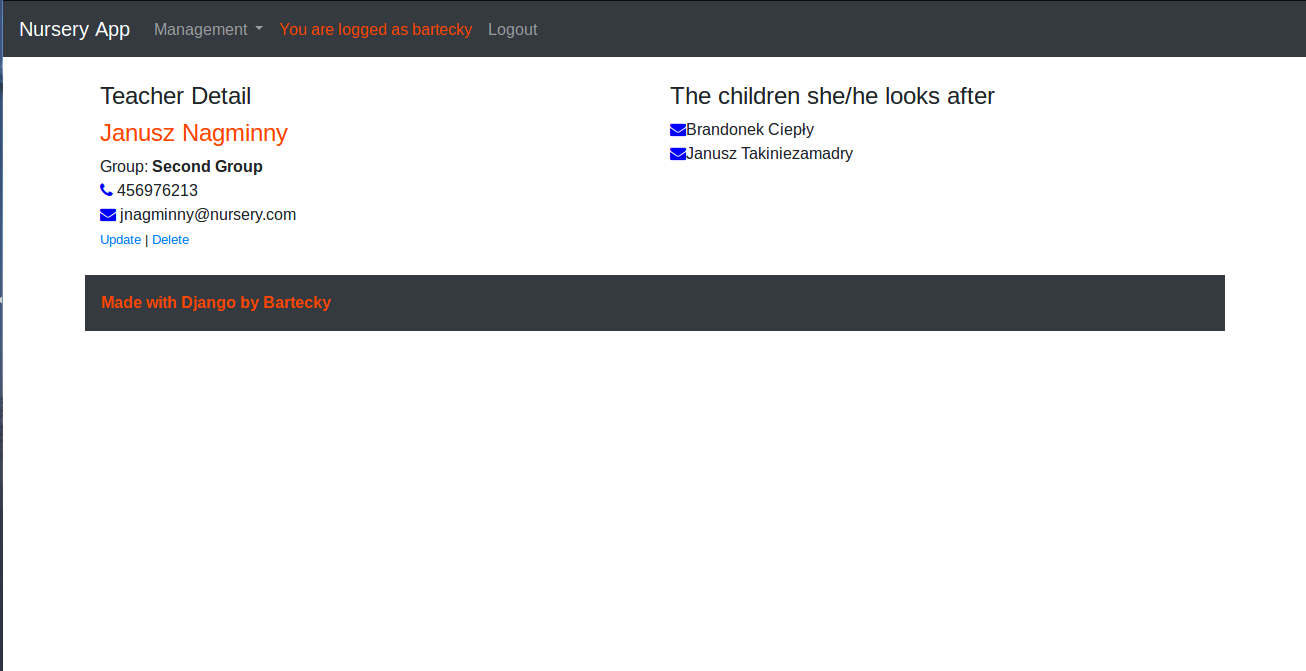 Nursery App Management You are logged as bartecky Logout
Teacher Detail
Janusz Nagminny
Group: Second Group
456976213
jnagminny@nursery.com
Update | Delete
The children she/he looks after
Brandonek Ciepły
Janusz Takiniezamadry
Made with Django by Bartecky